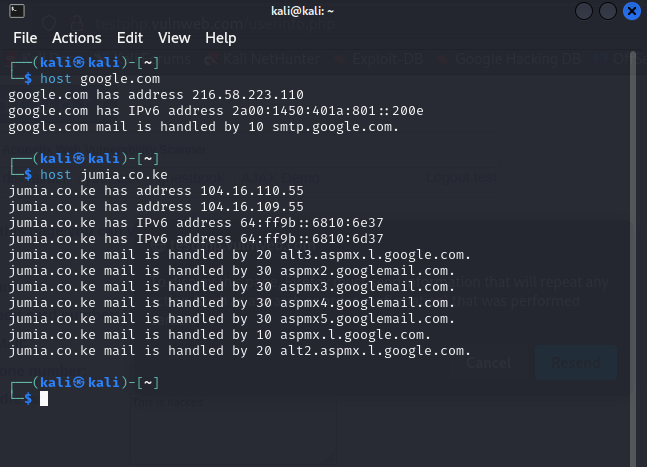 kali@kali: ~
File Actions Edit View Help
┌──(kali㉿kali)-[~]
└─$ host google.com
google.com has address 216.58.223.110
google.com has IPv6 address 2a00:1450:401a:801::200e
google.com mail is handled by 10 smtp.google.com.
┌──(kali㉿kali)-[~]
└─$ host jumia.co.ke
jumia.co.ke has address 104.16.110.55
jumia.co.ke has address 104.16.109.55
jumia.co.ke has IPv6 address 64:ff9b::6810:6e37
jumia.co.ke has IPv6 address 64:ff9b::6810:6d37
jumia.co.ke mail is handled by 20 alt3.aspmx.l.google.com.
jumia.co.ke mail is handled by 30 aspmx2.googlemail.com.
jumia.co.ke mail is handled by 30 aspmx3.googlemail.com.
jumia.co.ke mail is handled by 30 aspmx4.googlemail.com.
jumia.co.ke mail is handled by 30 aspmx5.googlemail.com.
jumia.co.ke mail is handled by 10 aspmx.l.google.com.
jumia.co.ke mail is handled by 20 alt2.aspmx.l.google.com.
Cancel Resend
┌──(kali㉿kali)-[~]
└─$